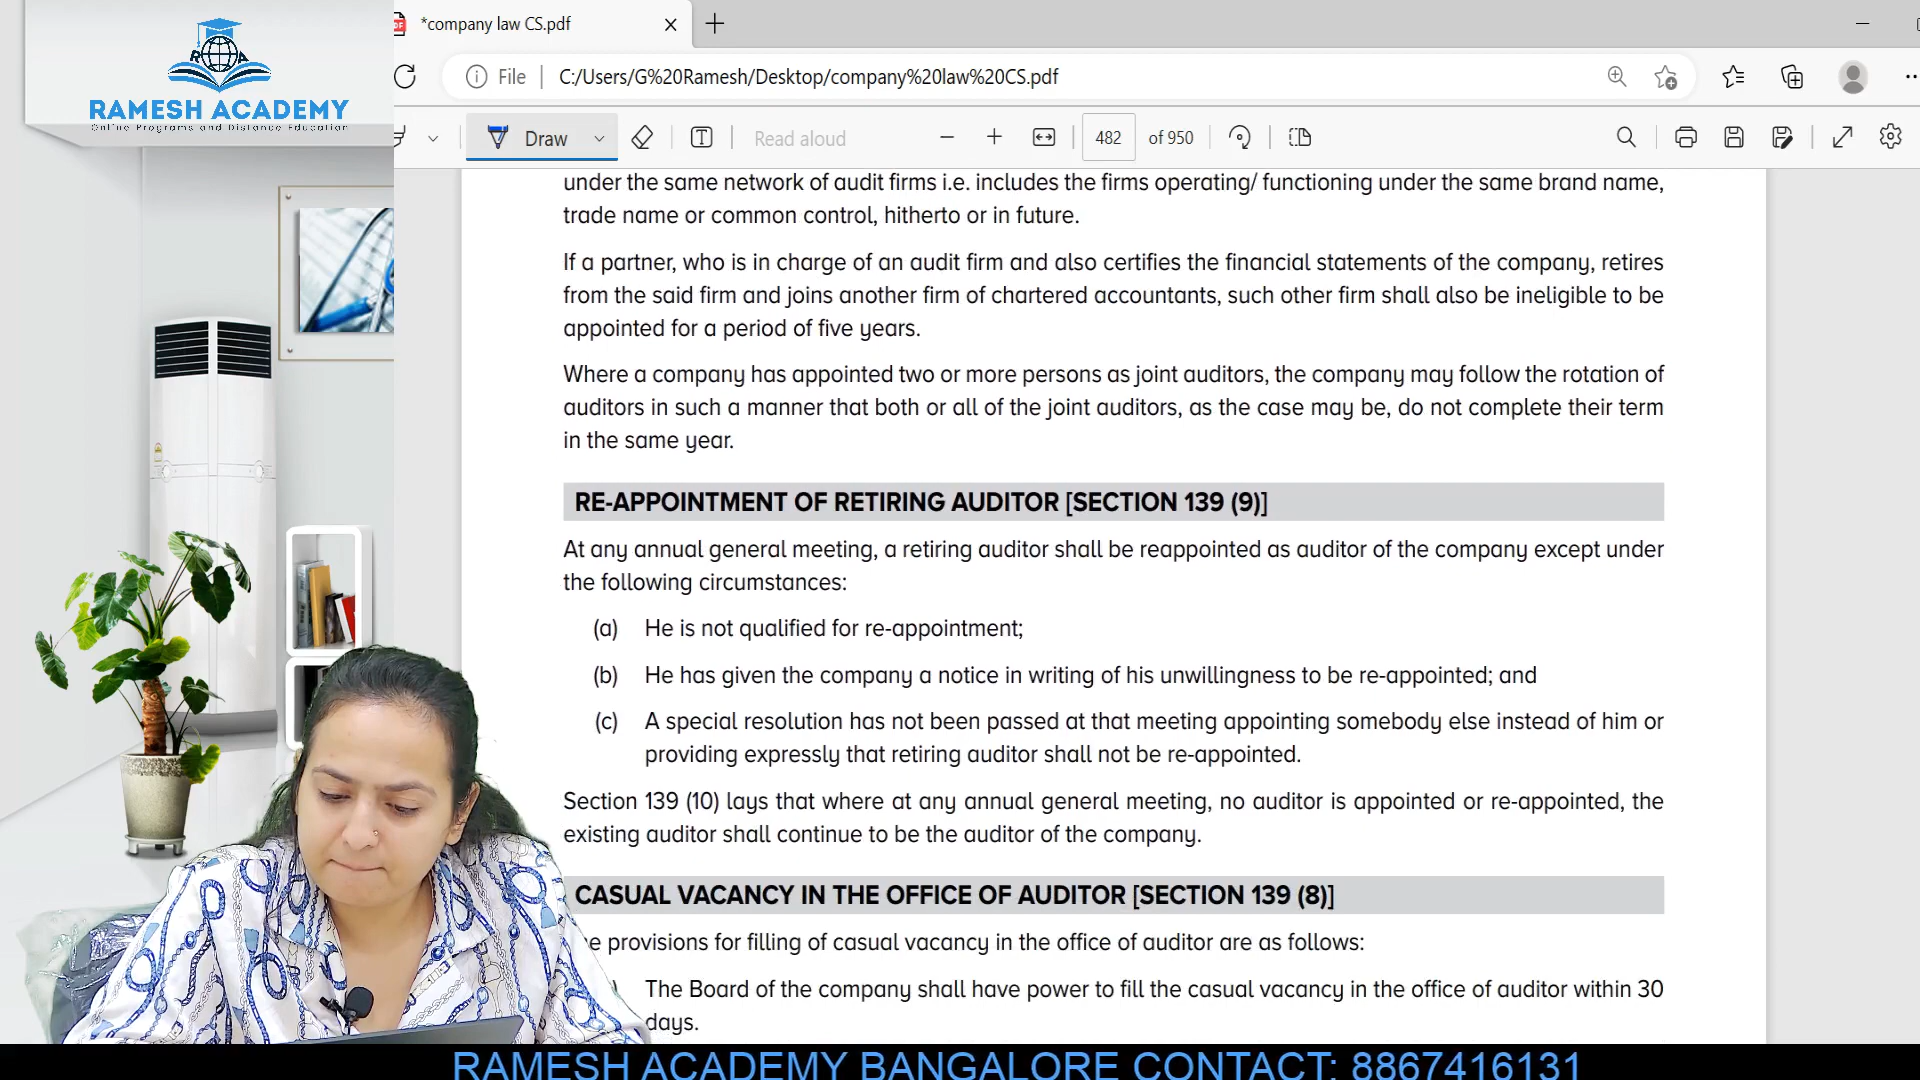 RAMESH ACADEMY
Online Programs and Distance Education
*company law CS.pdf
File
C:/Users/G%20Ramesh/Desktop/company%20law%20CS.pdf
Draw
Read aloud
482
of 950
under the same network of audit firms i.e. includes the firms operating/ functioning under the same brand name,
trade name or common control, hitherto or in future.
If a partner, who is in charge of an audit firm and also certifies the financial statements of the company, retires
from the said firm and joins another firm of chartered accountants, such other firm shall also be ineligible to be
appointed for a period of five years.
Where a company has appointed two or more persons as joint auditors, the company may follow the rotation of
auditors in such a manner that both or all of the joint auditors, as the case may be, do not complete their term
in the same year.
RE-APPOINTMENT OF RETIRING AUDITOR [SECTION 139 (9)]
At any annual general meeting, a retiring auditor shall be reappointed as auditor of the company except under
the following circumstances:
(a) He is not qualified for re-appointment;
(b) He has given the company a notice in writing of his unwillingness to be re-appointed; and
(c) A special resolution has not been passed at that meeting appointing somebody else instead of him or
providing expressly that retiring auditor shall not be re-appointed.
Section 139 (10) lays that where at any annual general meeting, no auditor is appointed or re-appointed, the
existing auditor shall continue to be the auditor of the company.
CASUAL VACANCY IN THE OFFICE OF AUDITOR [SECTION 139 (8)]
e provisions for filling of casual vacancy in the office of auditor are as follows:
The Board of the company shall have power to fill the casual vacancy in the office of auditor within 30
days.
RAMESH ACADEMY BANGALORE CONTACT: 8867416131